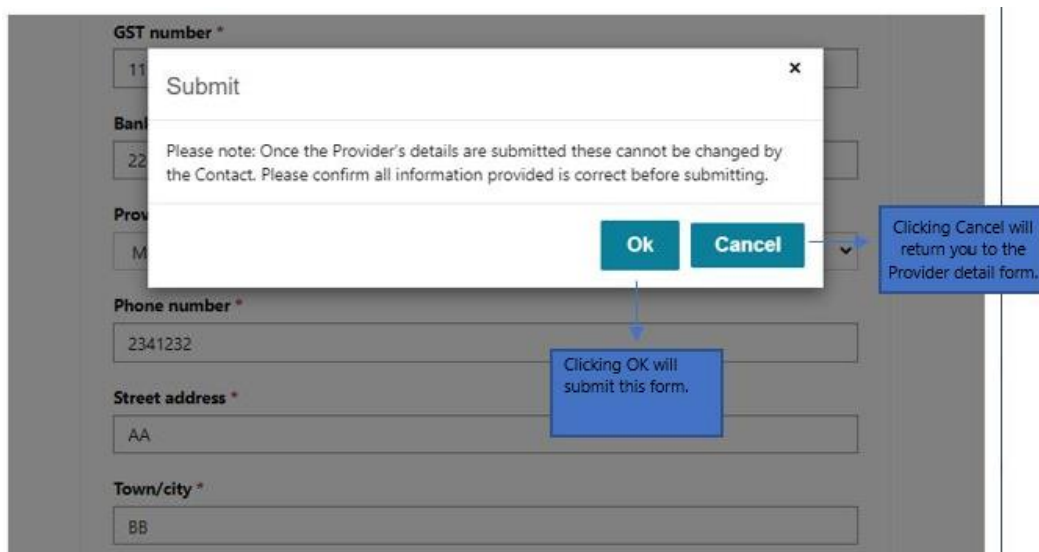 GST number *
11
Submit
×
Please note: Once the Provider's details are submitted these cannot be changed by
the Contact. Please confirm all information provided is correct before submitting.
Ok
Cancel
Clicking Cancel will
return you to the
Provider detail form.
22
Phone number *
2341232
Clicking OK will
submit this form.
Street address *
AA
Town/city *
BB